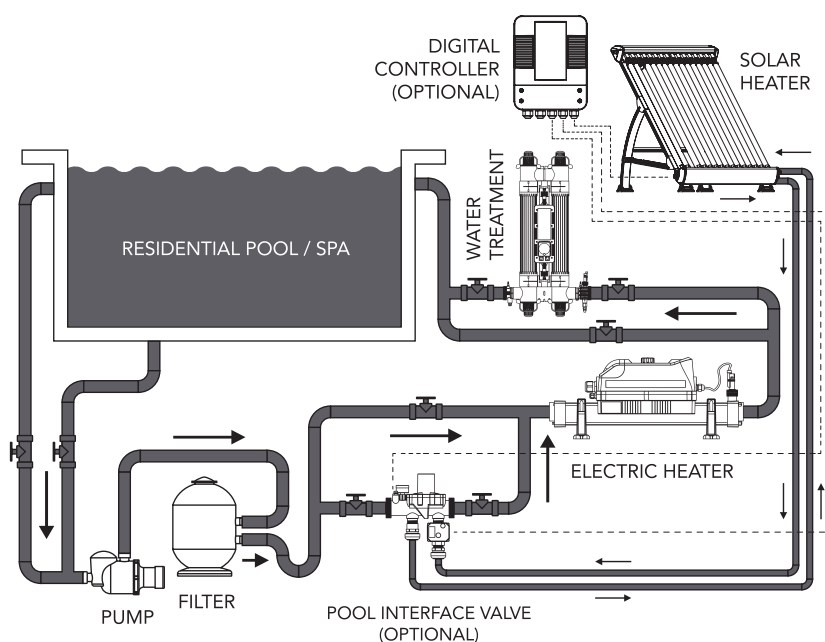 DIGITAL
CONTROLLER
(OPTIONAL)
SOLAR
HEATER
WATER
TREATMENT
RESIDENTIAL POOL / SPA
ELECTRIC HEATER
PUMP
FILTER
POOL INTERFACE VALVE
(OPTIONAL)